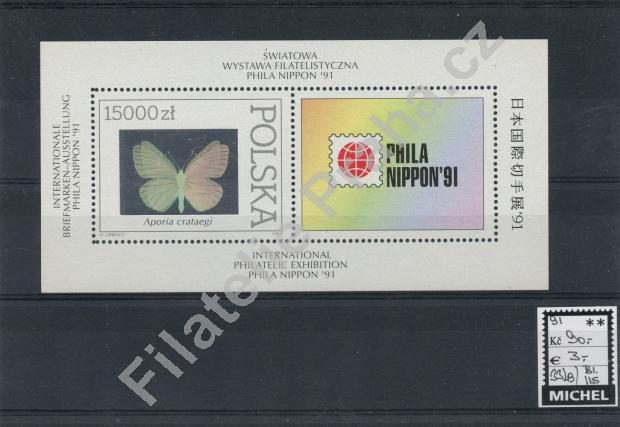 ŚWIATOWA
WYSTAWA FILATELISTYCZNA
PHILA NIPPON '91
INTERNATIONALE
BRIEFMARKEN-AUSSTELLUNG
PHILA NIPPON '91
15000 zł
POLSKA
Aporia crataegi
PHILA
NIPPON'91
日本国際切手展'91
INTERNATIONAL
PHILATELIC EXHIBITION
PHILA NIPPON '91
Filatelie Praha.cz
91 **
Kč 90.-
€ 3.-
Bl.
115
MICHEL